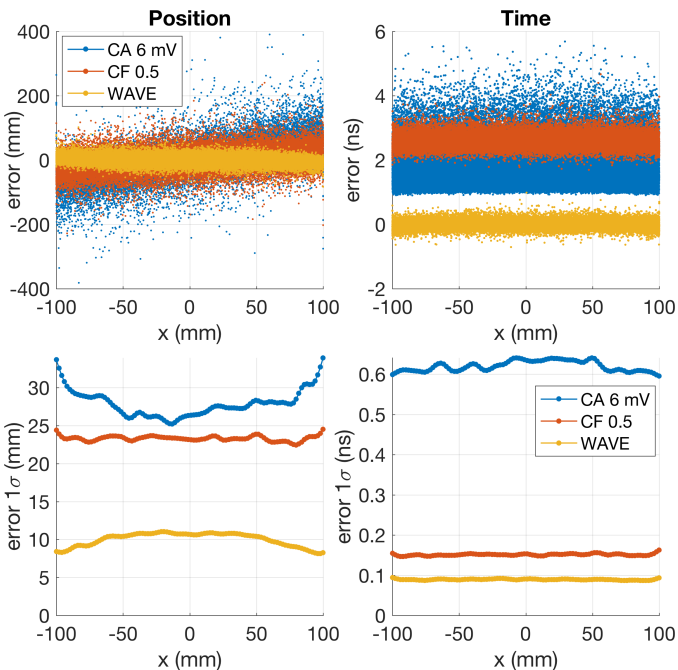 Position
Time
400
200
0
-200
-400
error (mm)
CA 6 mV
CF 0.5
WAVE
-100 -50 0 50 100
x (mm)
6
4
2
0
-2
error (ns)
-100 -50 0 50 100
x (mm)
30
25
20
15
10
5
0
error 1σ (mm)
-100 -50 0 50 100
x (mm)
0.6
0.5
0.4
0.3
0.2
0.1
0
error 1σ (ns)
CA 6 mV
CF 0.5
WAVE
-100 -50 0 50 100
x (mm)